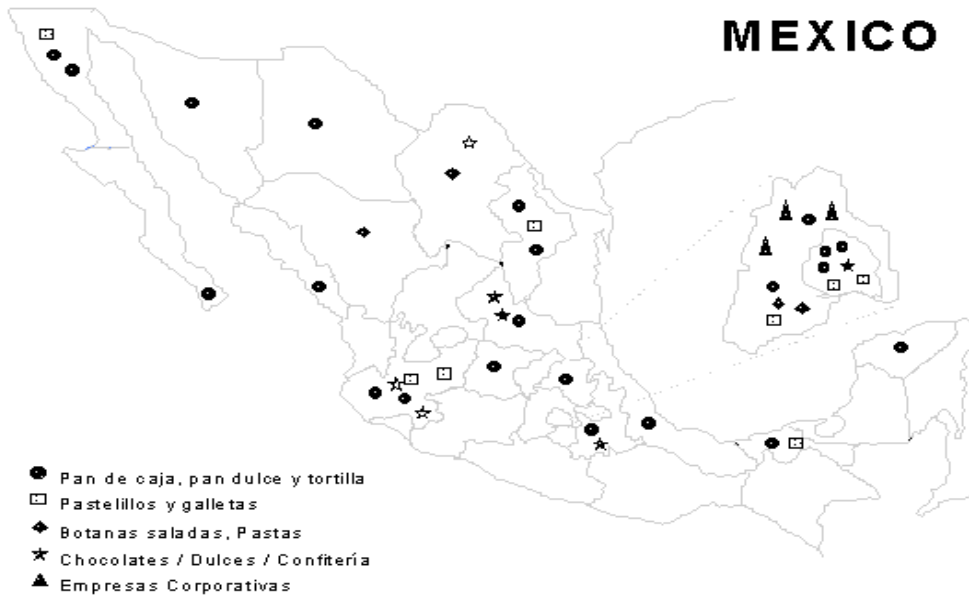 MEXICO
Pan de caja, pan dulce y tortilla
Pastelillos y galletas
Botanas saladas, Pastas
Chocolates / Dulces / Confitería
Empresas Corporativas